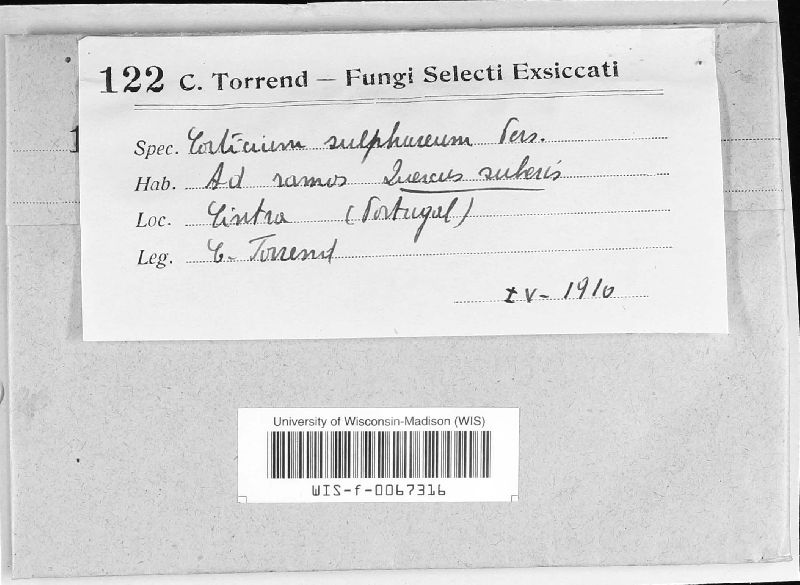 122 C. Torrend — Fungi Selecti Exsiccati
Spec. Corticium sulphureum Pers.
Hab. Ad ramos Quercus suberis
Loc. Cintra (Portugal)
Leg. C. Torrend
IV - 1910
University of Wisconsin-Madison (WIS)
WIS-f-0067316